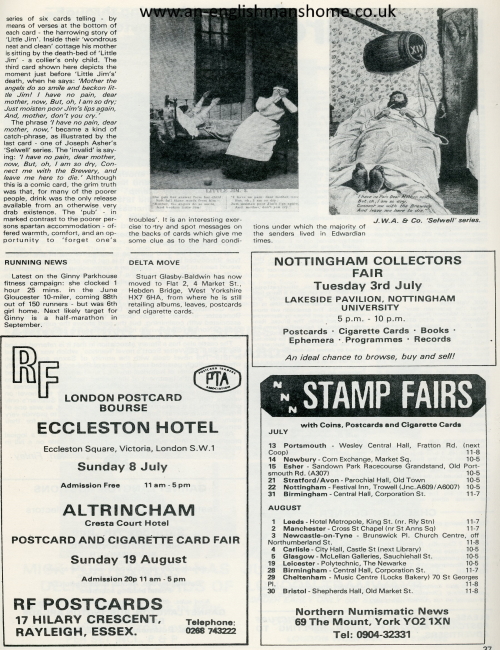 www.an-englishmanshome.co.uk
series of six cards telling - by
means of verses at the bottom of
each card - the harrowing story of
'Little Jim'. Inside their 'wondrous
nest and clean' cottage his mother
is sitting by the death-bed of 'Little
Jim' - a collier's only child. The
third card shown here depicts the
moment just before 'Little Jim's'
death, when he says: 'Mother the
angels do so smile and beckon lit-
tle Jim! I have no pain, dear
mother, now, But, oh, I am so dry;
Just moisten poor Jim's lips again,
And, mother, don't you cry.'
The phrase 'I have no pain, dear
mother, now,' became a kind of
catch-phrase, as illustrated by the
last card - one of Joseph Asher's
'Selwell' series. The 'invalid' is say-
ing: 'I have no pain, dear mother,
now, But, oh, I am so dry, Con-
nect me with the Brewery, and
leave me here to die.' Although
this is a comic card, the grim truth
was that, for many of the poorer
people, drink was the only release
available from an otherwise very
drab existence. The 'pub' - in
marked contrast to the poorer per-
sons spartan accommodation - of-
fered warmth, comfort, and an op-
portunity to 'forget one's
LITTLE JIM.
troubles'. It is an interesting exer-
cise to try and spot messages on
the backs of cards which give me
some clue as to the hard condi-
XIV
I have no Pain, Dear Mother, now,
But, oh, I am so dry,
Connect me with the Brewery
And leave me here to die.
J.W.A. & Co. 'Selwell' series.
tions under which the majority of
the senders lived in Edwardian
times.
RUNNING NEWS
Latest on the Ginny Parkhouse
fitness campaign: she clocked 1
hour 25 mins. in the June
Gloucester 10-miler, coming 88th
out of 150 runners - but was 6th
girl home. Next likely target for
Ginny is a half-marathon in
September.
DELTA MOVE
Stuart Glasby-Baldwin has now
moved to Flat 2, 4 Market St.,
Hebden Bridge, West Yorkshire
HX7 6HA, from where he is still
retailing albums, leaves, postcards
and cigarette cards.
NOTTINGHAM COLLECTORS
FAIR
Tuesday 3rd July
LAKESIDE PAVILION, NOTTINGHAM
UNIVERSITY
5 p.m. - 10 p.m.
Postcards · Cigarette Cards · Books ·
Ephemera · Programmes · Records
An ideal chance to browse, buy and sell!
RF
POSTCARD TRADERS
PTA
ASSOCIATION
LONDON POSTCARD
BOURSE
ECCLESTON HOTEL
Eccleston Square, Victoria, London S.W.1
Sunday 8 July
Admission Free 11 am - 5 pm
ALTRINCHAM
Cresta Court Hotel
POSTCARD AND CIGARETTE CARD FAIR
Sunday 19 August
Admission 20p 11 am - 5 pm
RF POSTCARDS
17 HILARY CRESCENT,
RAYLEIGH, ESSEX.
Telephone:
0268 743222
N N N STAMP FAIRS
with Coins, Postcards and Cigarette Cards
JULY
13 Portsmouth - Wesley Central Hall, Fratton Rd. (next
Coop) 11-8
14 Newbury - Corn Exchange, Market Sq. 10-5
15 Esher - Sandown Park Racecourse Grandstand, Old Port-
smouth Rd. (A307) 10-5
21 Stratford/Avon - Parochial Hall, Old Town 10-5
22 Nottingham - Festival Inn, Trowell (Jnc.A609/A6007) 10-5
31 Birmingham - Central Hall, Corporation St. 11-7
AUGUST
1 Leeds - Hotel Metropole, King St. (nr. Rly Stn) 11-7
2 Manchester - Cross St Chapel (nr St Anns Sq) 11-7
3 Newcastle-on-Tyne - Brunswick Pl. Church Centre, off
Northumberland St. 11-8
4 Carlisle - City Hall, Castle St (next Library) 10-5
5 Glasgow - McLellan Galleries, Sauchiehall St. 10-5
19 Leicester - Polytechnic, The Newarke 10-5
28 Birmingham - Central Hall, Corporation St. 11-7
29 Cheltenham - Music Centre (Locks Bakery) 70 St Georges
Pl. 11-8
30 Bristol - Shepherds Hall, Old Market St. 11-8
Northern Numismatic News
69 The Mount, York YO2 1XN
Tel: 0904-32331
27